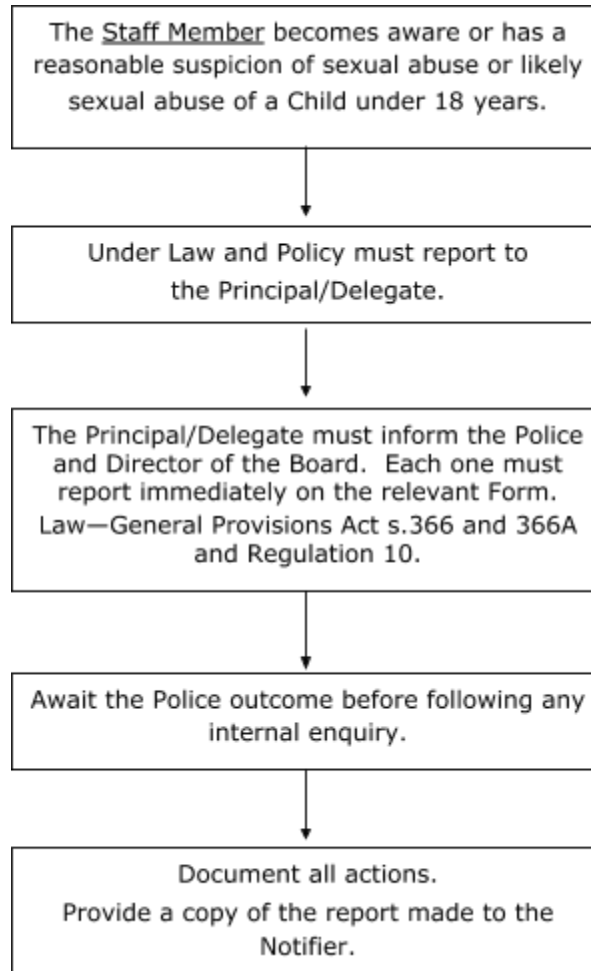 The Staff Member becomes aware or has a
reasonable suspicion of sexual abuse or likely
sexual abuse of a Child under 18 years.
Under Law and Policy must report to
the Principal/Delegate.
The Principal/Delegate must inform the Police
and Director of the Board.  Each one must
report immediately on the relevant Form.
Law—General Provisions Act s.366 and 366A
and Regulation 10.
Await the Police outcome before following any
internal enquiry.
Document all actions.
Provide a copy of the report made to the
Notifier.